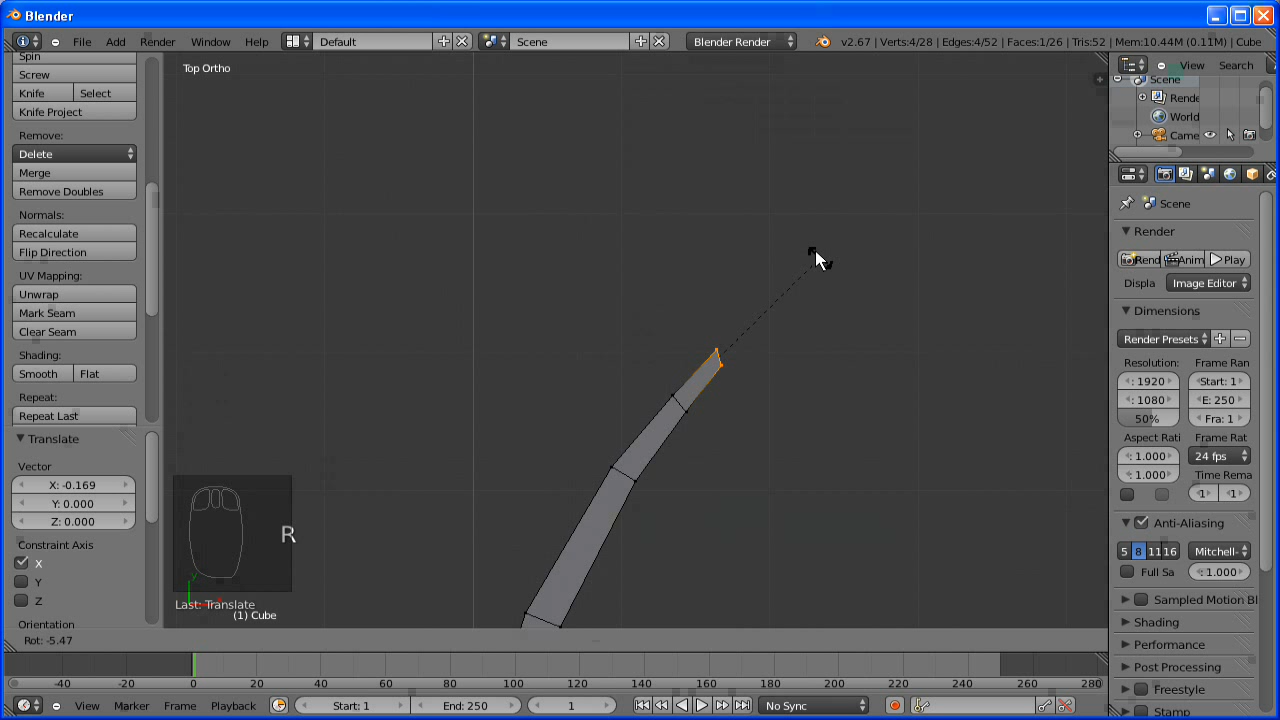 Blender
File Add Render Window Help Default Scene Blender Render v2.67 | Verts:4/28 | Edges:4/52 | Faces:1/26 | Tris:52 | Mem:10.44M (0.11M) | Cube
Spin
Screw
Knife Select
Knife Project
Remove:
Delete
Merge
Remove Doubles
Normals:
Recalculate
Flip Direction
UV Mapping:
Unwrap
Mark Seam
Clear Seam
Shading:
Smooth Flat
Repeat:
Repeat Last
Translate
Vector
X: -0.169
Y: 0.000
Z: 0.000
Constraint Axis
X
Y
Z
Orientation
Top Ortho
R
Last: Translate
(1) Cube
Rot: -5.47
View Search
Scene
Rende
World
Came
Scene
Render
Rend Anim Play
Displa Image Editor
Dimensions
Render Presets
Resolution: Frame Ran
: 1920 Start: 1
: 1080 E: 250
50% Fra: 1
Aspect Rati Frame Rat
: 1.000 24 fps
: 1.000 Time Rema
1 1
Anti-Aliasing
5 8 11 16 Mitchell-
Full Sa : 1.000
Sampled Motion Bl
Shading
Performance
Post Processing
Freestyle
Stamp
-40 -20 0 20 40 60 80 100 120 140 160 180 200 220 240 260 280
View Marker Frame Playback Start: 1 End: 250 1 No Sync